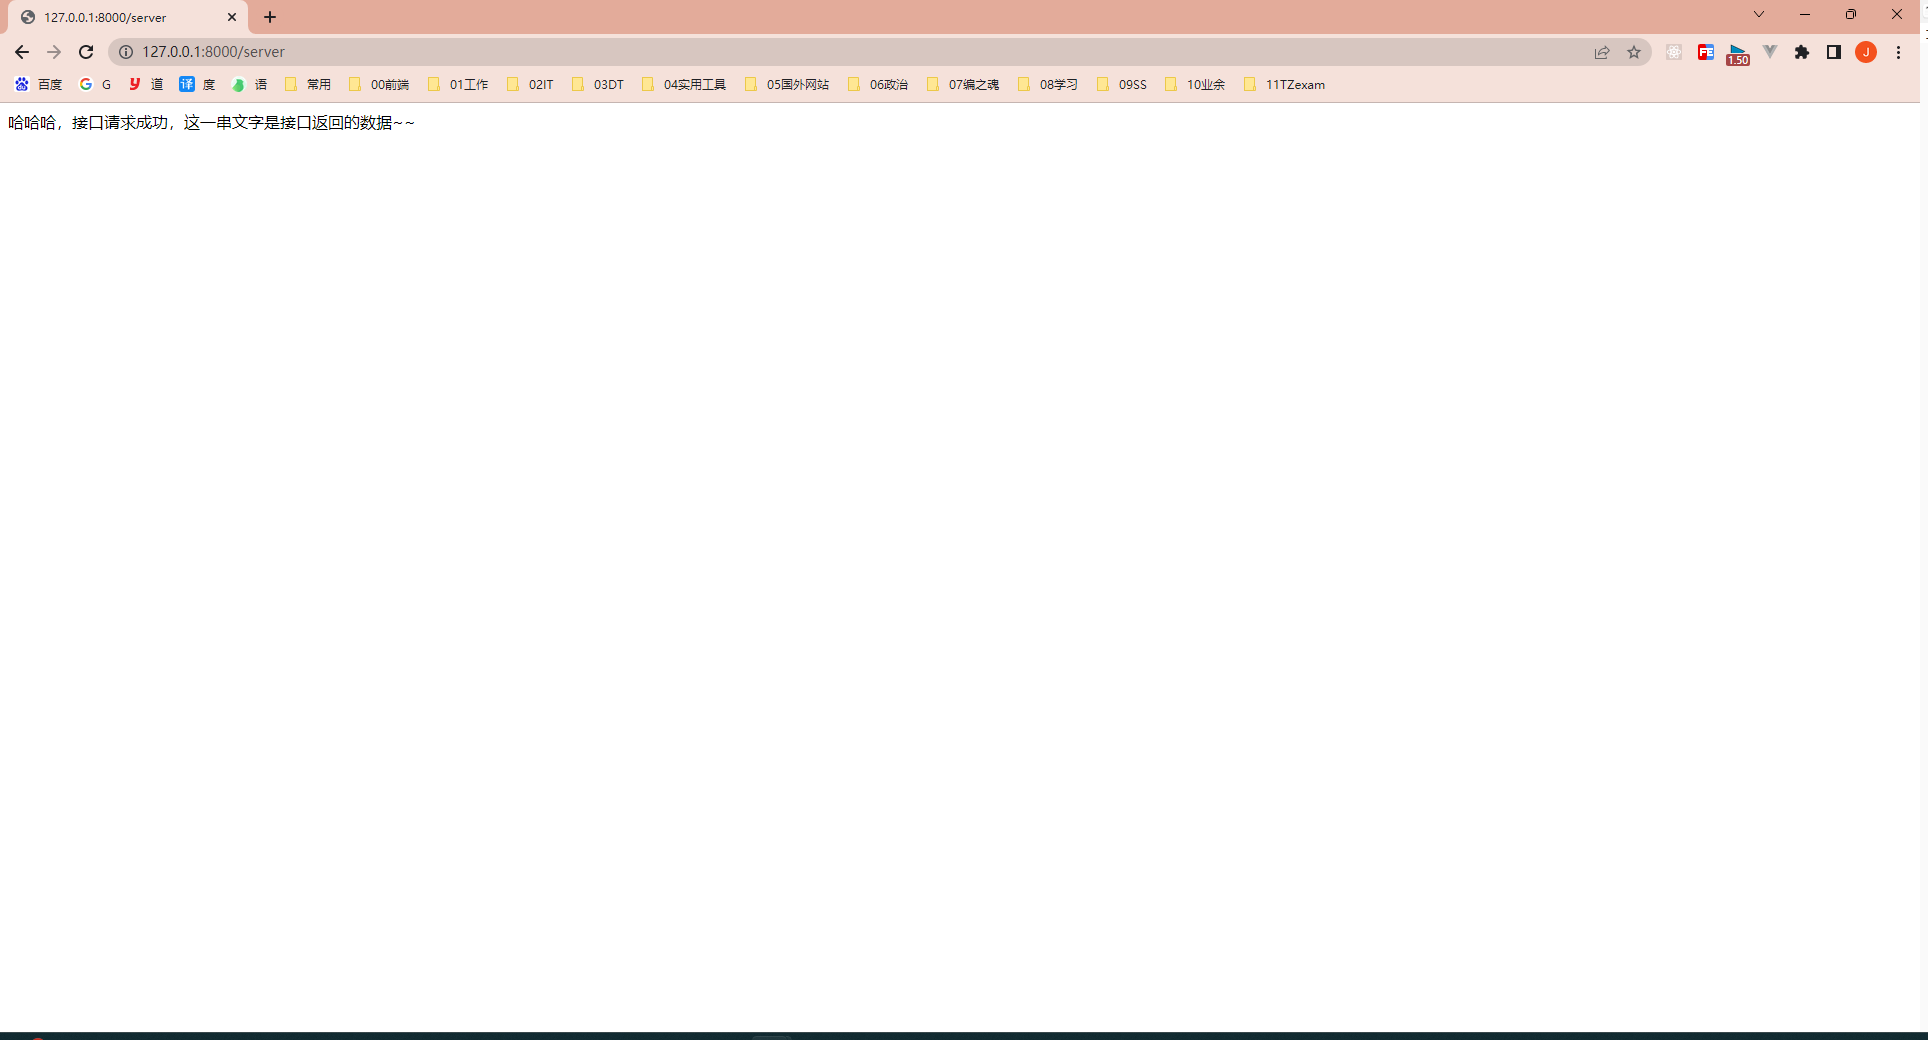 127.0.0.1:8000/server
127.0.0.1:8000/server
FE
1.50
J
du 百度 G G y 道 译 度 语 常用 00前端 01工作 02IT 03DT 04实用工具 05国外网站 06政治 07编之魂 08学习 09SS 10业余 11TZexam
哈哈哈，接口请求成功，这一串文字是接口返回的数据~~